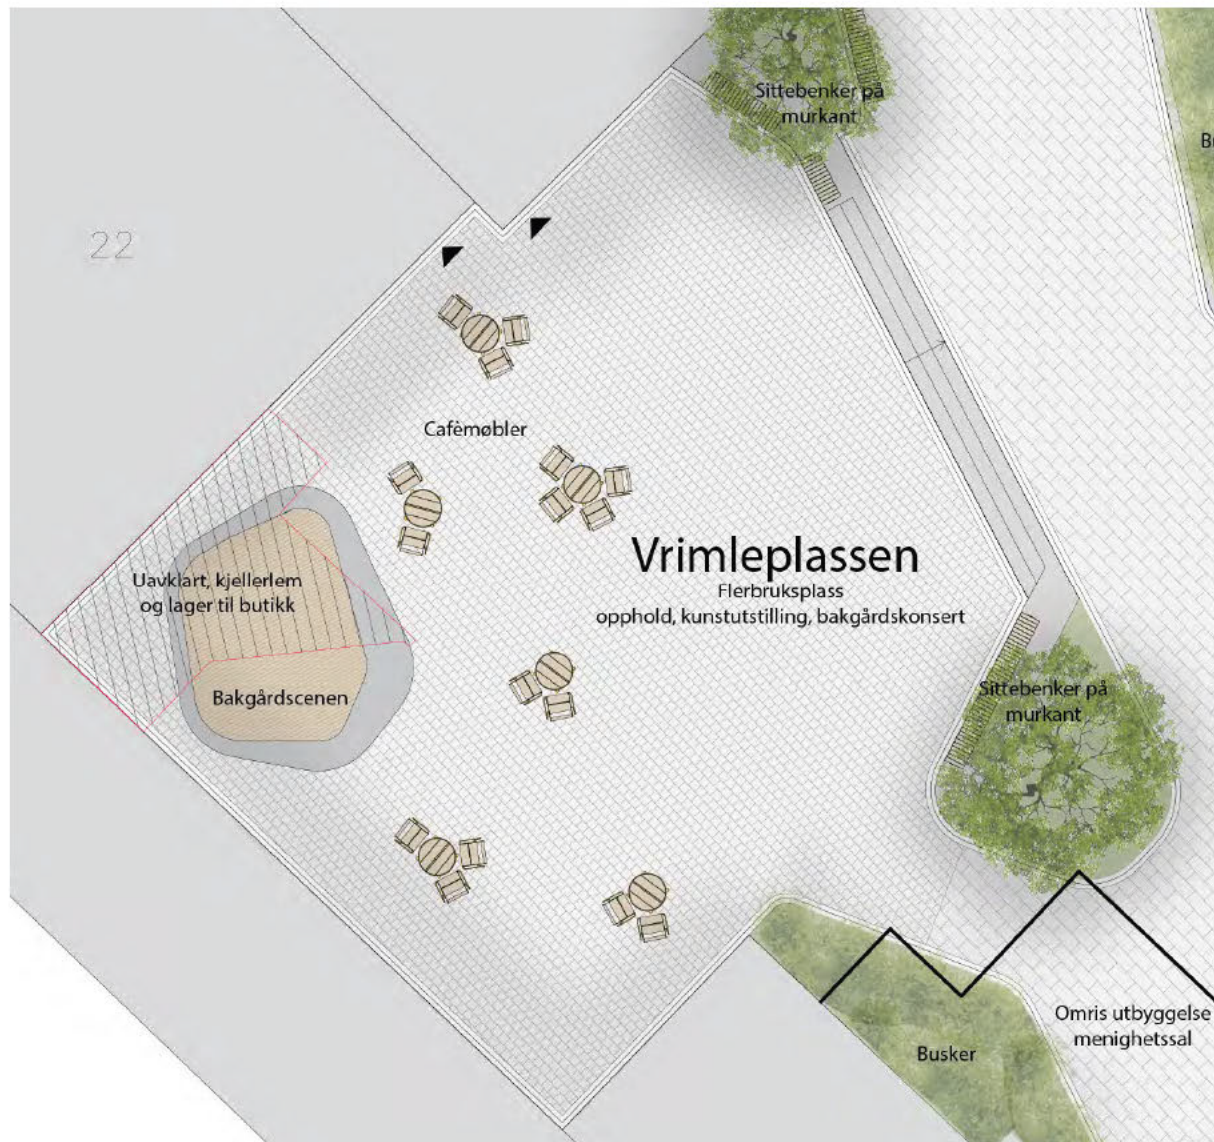 Sittebenker på
murkant
Bu
22
Cafèmøbler
Vrimleplassen
Flerbruksplass
opphold, kunstutstilling, bakgårdskonsert
Uavklart, kjellerlem
og lager til butikk
Bakgårdscenen
Sittebenker på
murkant
Omris utbyggelse
menighetssal
Busker